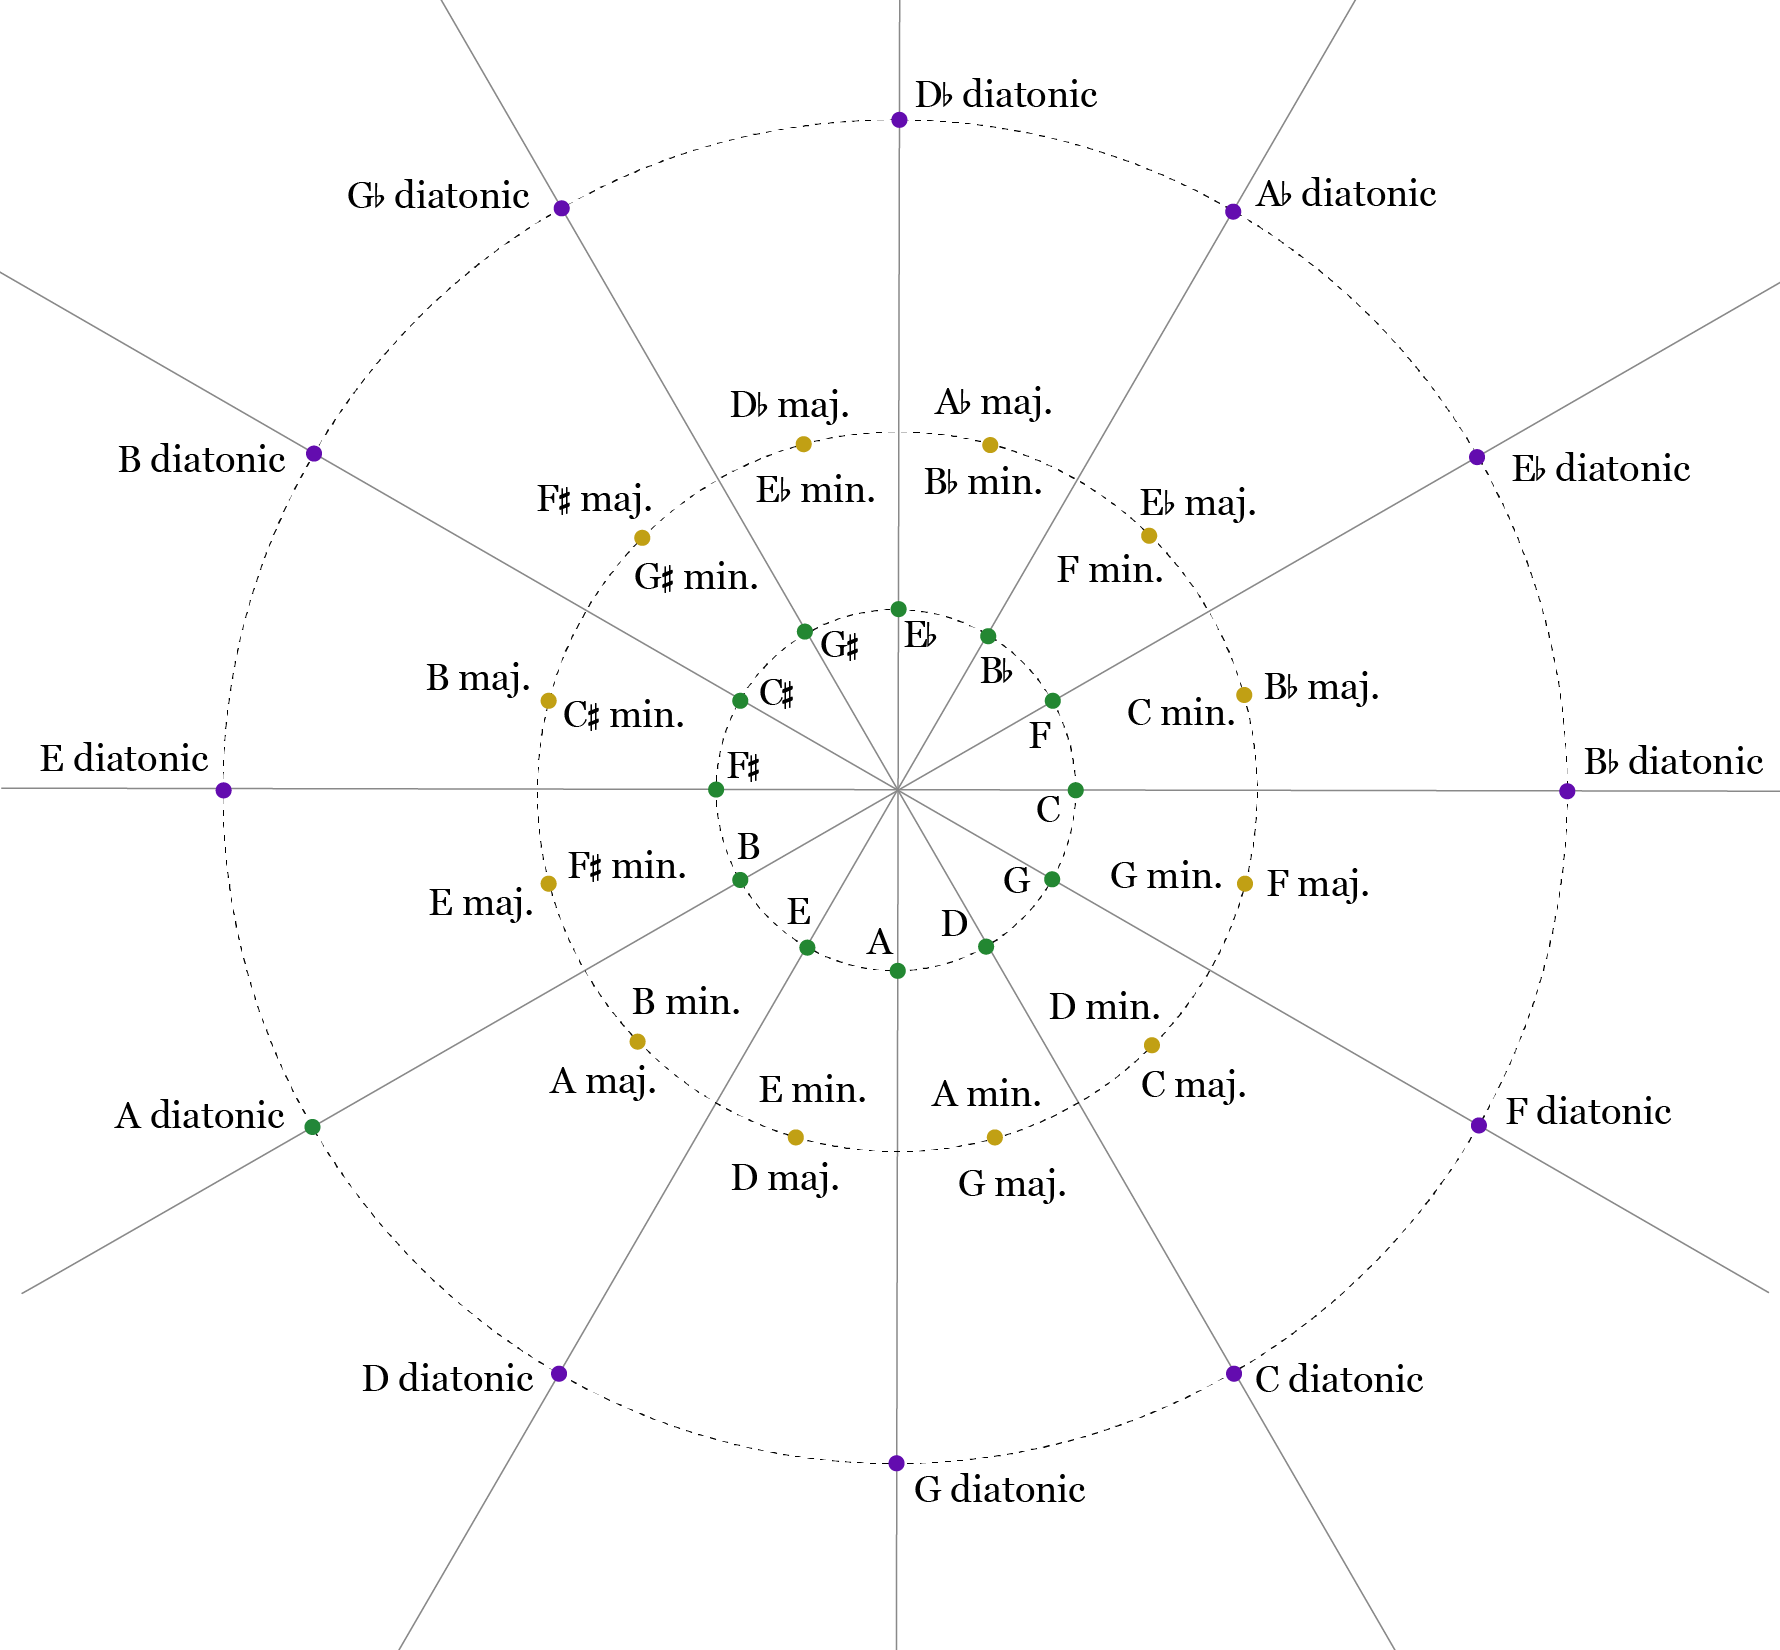 D♭ diatonic
G♭ diatonic
A♭ diatonic
B diatonic
E♭ diatonic
D♭ maj.
A♭ maj.
E♭ min.
B♭ min.
F♯ maj.
E♭ maj.
G♯ min.
F min.
G♯
E♭
B♭
B maj.
C♯ min.
C♯
F
C min.
B♭ maj.
E diatonic
F♯
C
B♭ diatonic
B
G
F♯ min.
G min.
E maj.
F maj.
E
A
D
B min.
D min.
A maj.
E min.
A min.
C maj.
A diatonic
F diatonic
D maj.
G maj.
D diatonic
C diatonic
G diatonic